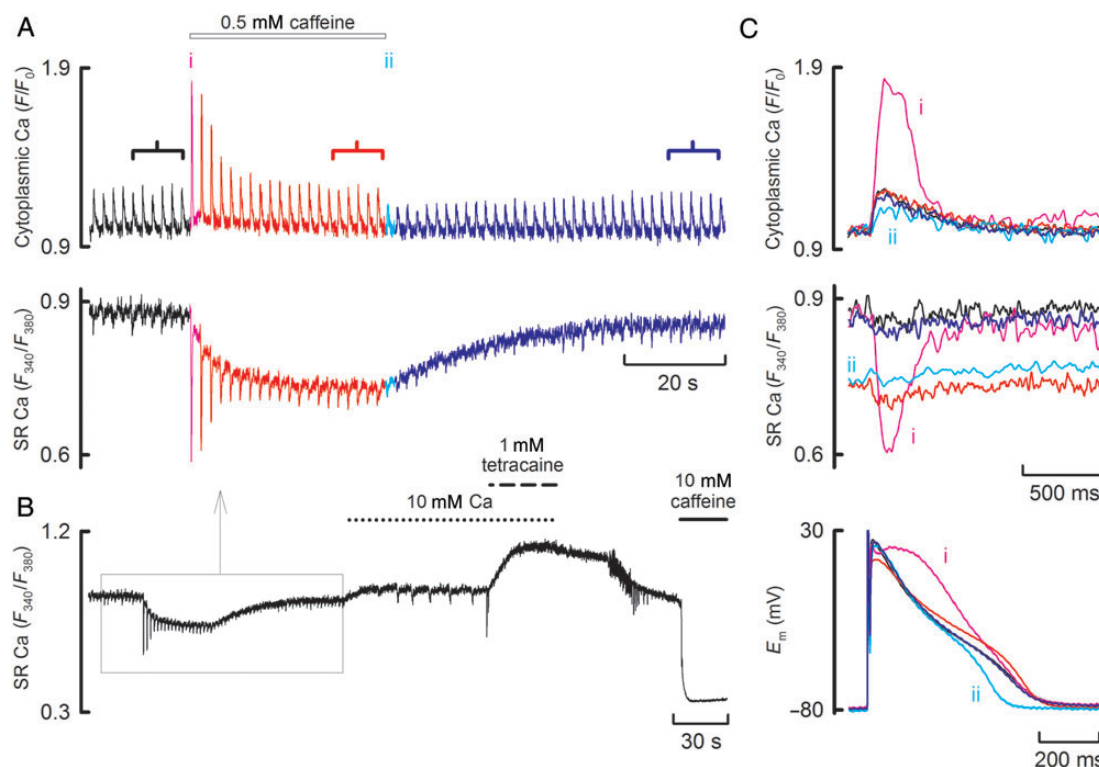 A
0.5 mM caffeine
i
ii
1.9
Cytoplasmic Ca (F/F0)
0.9
0.9
SR Ca (F340/F380)
0.6
20 s
B
1 mM
tetracaine
10 mM Ca
10 mM
caffeine
1.2
SR Ca (F340/F380)
0.3
30 s
C
1.9
Cytoplasmic Ca (F/F0)
0.9
i
ii
0.9
SR Ca (F340/F380)
0.6
ii
i
500 ms
30
Em (mV)
−80
i
ii
200 ms